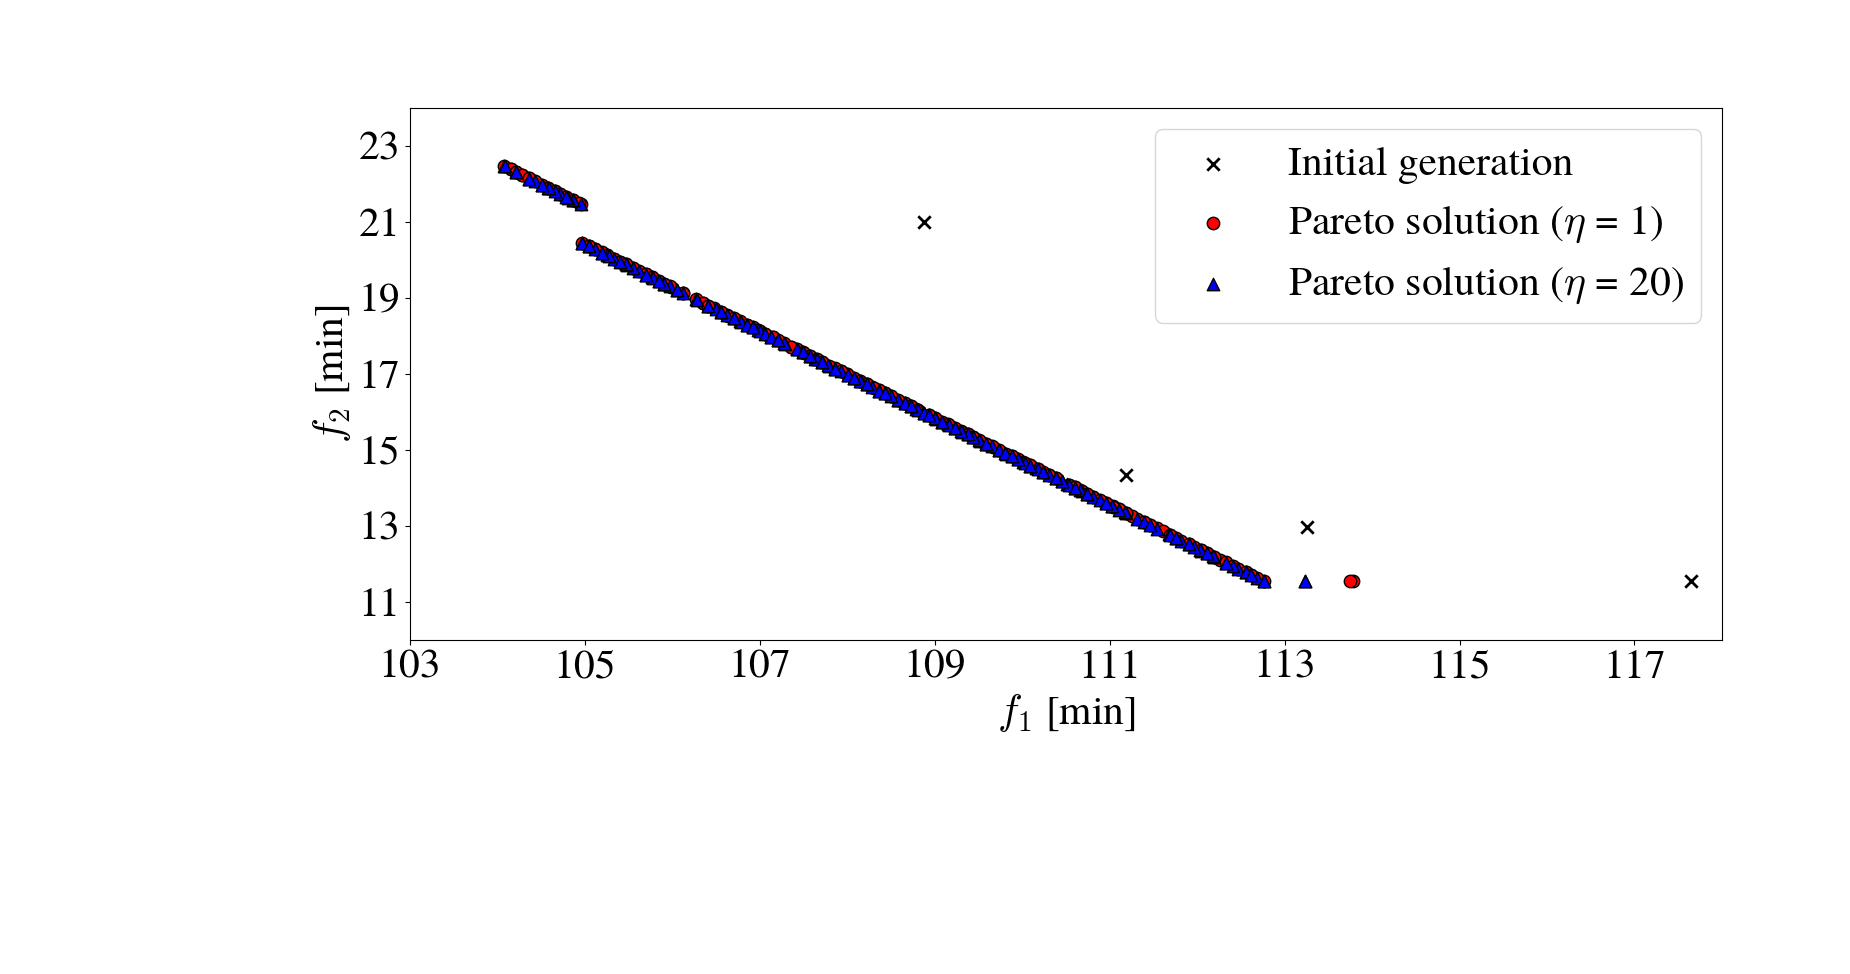 Initial generation
Pareto solution (η = 1)
Pareto solution (η = 20)
23
21
19
17
15
13
11
f₂ [min]
103 105 107 109 111 113 115 117
f₁ [min]